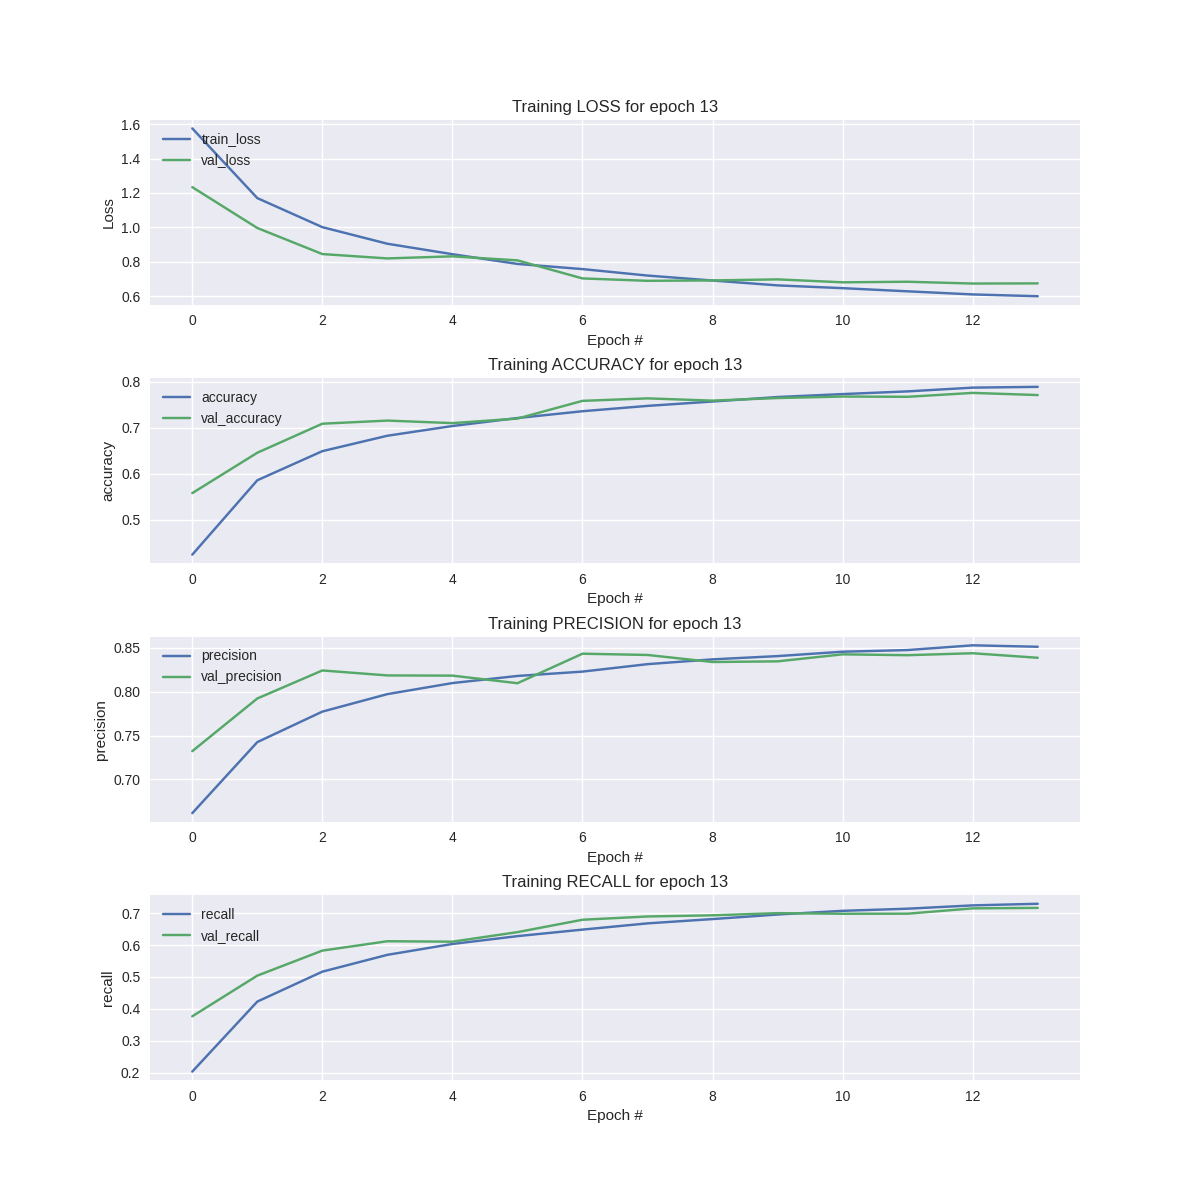 Training LOSS for epoch 13
1.6
1.4
1.2
1.0
0.8
0.6
Loss
train_loss
val_loss
0 2 4 6 8 10 12
Epoch #
Training ACCURACY for epoch 13
0.8
0.7
0.6
0.5
accuracy
accuracy
val_accuracy
0 2 4 6 8 10 12
Epoch #
Training PRECISION for epoch 13
0.85
0.80
0.75
0.70
precision
precision
val_precision
0 2 4 6 8 10 12
Epoch #
Training RECALL for epoch 13
0.7
0.6
0.5
0.4
0.3
0.2
recall
recall
val_recall
0 2 4 6 8 10 12
Epoch #